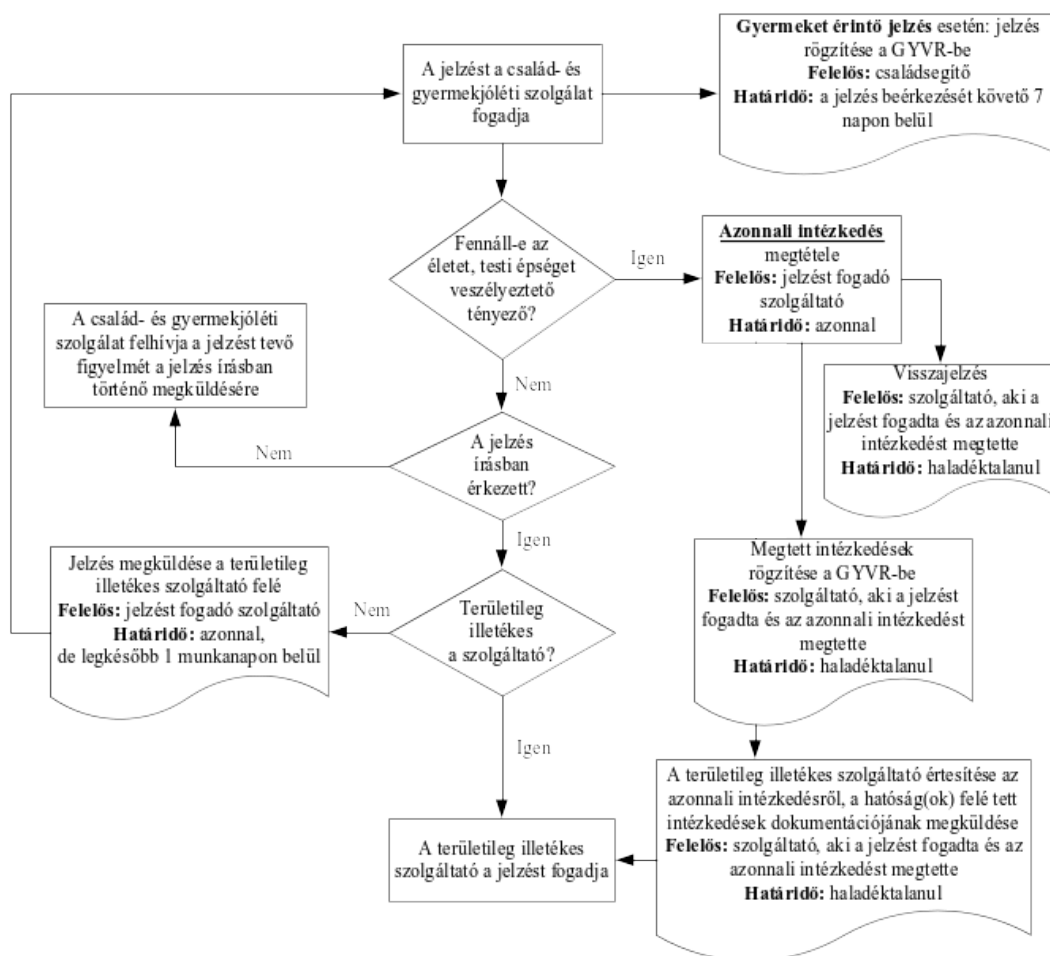 A jelzést a család- és
gyermekjóléti szolgálat
fogadja
Gyermeket érintő jelzés esetén: jelzés
rögzítése a GYVR-be
Felelős: családsegítő
Határidő: a jelzés beérkezését követő 7
napon belül
Fennáll-e az
életet, testi épséget
veszélyeztető
tényező?
Igen
Azonnali intézkedés
megtétele
Felelős: jelzést fogadó
szolgáltató
Határidő: azonnal
Nem
Visszajelzés
Felelős: szolgáltató, aki a
jelzést fogadta és az azonnali
intézkedést megtette
Határidő: haladéktalanul
A család- és gyermekjóléti
szolgálat felhívja a jelzést tevő
figyelmét a jelzés írásban
történő megküldésére
A jelzés
írásban
érkezett?
Nem
Igen
Megtett intézkedések
rögzítése a GYVR-be
Felelős: szolgáltató, aki a jelzést
fogadta és az azonnali intézkedést
megtette
Határidő: haladéktalanul
Jelzés megküldése a területileg
illetékes szolgáltató felé
Felelős: jelzést fogadó szolgáltató
Határidő: azonnal,
de legkésőbb 1 munkanapon belül
Nem
Területileg
illetékes
a szolgáltató?
Igen
A területileg illetékes szolgáltató értesítése az
azonnali intézkedésről, a hatóság(ok) felé tett
intézkedések dokumentációjának megküldése
Felelős: szolgáltató, aki a jelzést fogadta és az
azonnali intézkedést megtette
Határidő: haladéktalanul
A területileg illetékes
szolgáltató a jelzést fogadja